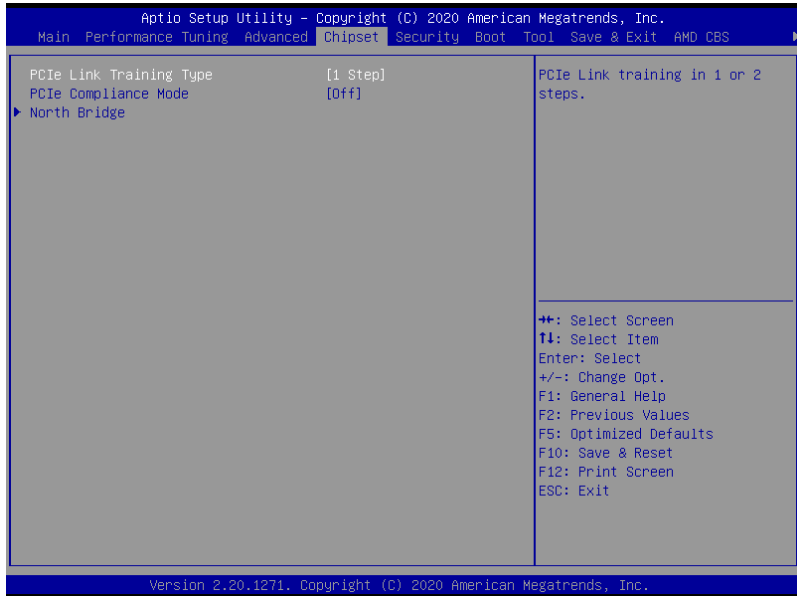 Aptio Setup Utility – Copyright (C) 2020 American Megatrends, Inc.
Main Performance Tuning Advanced Chipset Security Boot Tool Save & Exit AMD CBS
PCIe Link Training Type [1 Step]
PCIe Compliance Mode [Off]
North Bridge
PCIe Link training in 1 or 2
steps.
→←: Select Screen
↑↓: Select Item
Enter: Select
+/-: Change Opt.
F1: General Help
F2: Previous Values
F5: Optimized Defaults
F10: Save & Reset
F12: Print Screen
ESC: Exit
Version 2.20.1271. Copyright (C) 2020 American Megatrends, Inc.